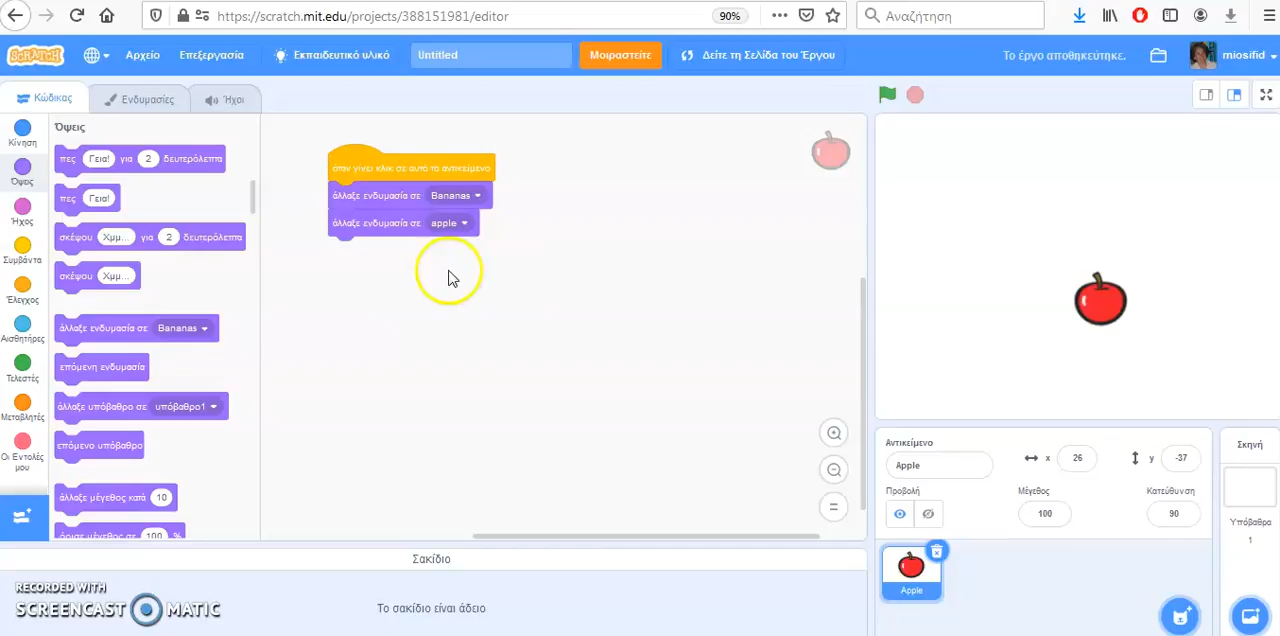 https://scratch.mit.edu/projects/388151981/editor
90%
Αναζήτηση
SCRATCH
Αρχείο
Επεξεργασία
Εκπαιδευτικό υλικό
Untitled
Μοιραστείτε
Δείτε τη Σελίδα του Έργου
Το έργο αποθηκεύτηκε.
miosifid
Κώδικας
Ενδυμασίες
Ήχοι
Κίνηση
Όψεις
Ήχος
Συμβάντα
Έλεγχος
Αισθητήρες
Τελεστές
Μεταβλητές
Οι Εντολές
μου
Όψεις
πες Γεια! για 2 δευτερόλεπτα
πες Γεια!
σκέψου Χμμ... για 2 δευτερόλεπτα
σκέψου Χμμ...
άλλαξε ενδυμασία σε Bananas
επόμενη ενδυμασία
άλλαξε υπόβαθρο σε υπόβαθρο1
επόμενο υπόβαθρο
άλλαξε μέγεθος κατά 10
όρισε μέγεθος σε 100 %
όταν γίνει κλικ σε αυτό το αντικείμενο
άλλαξε ενδυμασία σε Bananas
άλλαξε ενδυμασία σε apple
Αντικείμενο
Apple
x 26
y -37
Προβολή
Μέγεθος
100
Κατεύθυνση
90
Apple
Σκηνή
Υπόβαθρα
1
Σακίδιο
Το σακίδιο είναι άδειο
RECORDED WITH
SCREENCAST MATIC